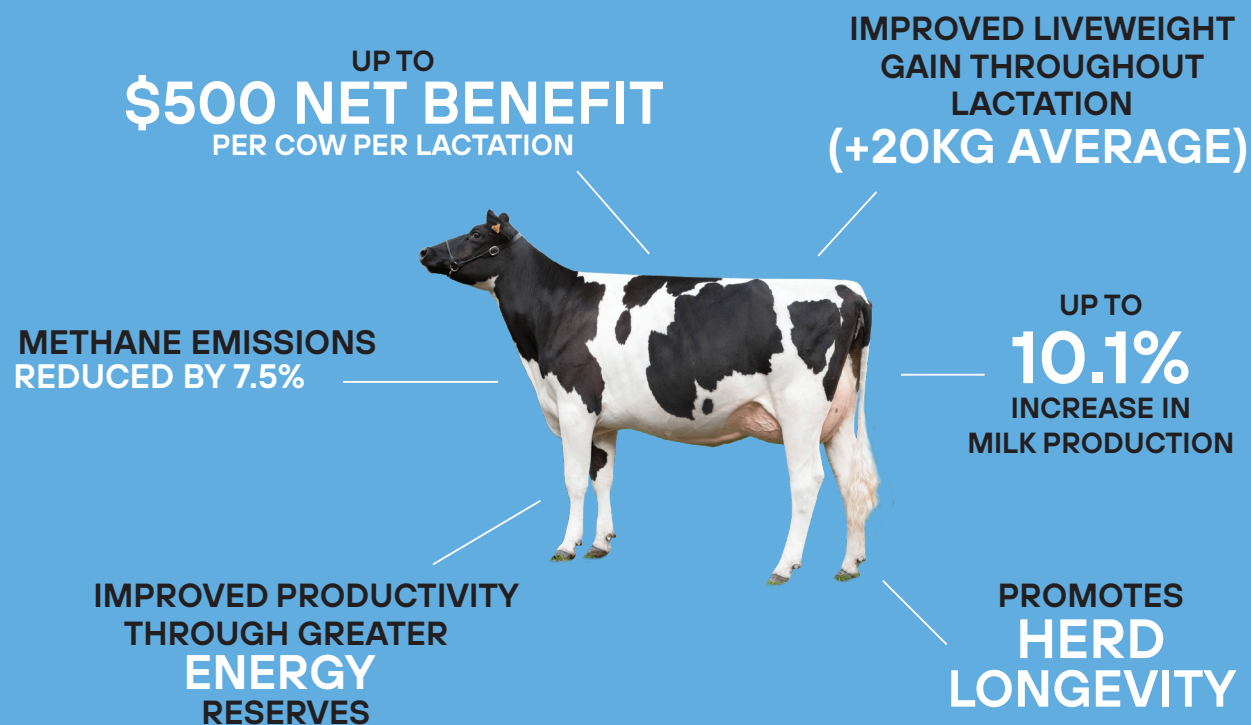 UP TO
$500 NET BENEFIT
PER COW PER LACTATION
IMPROVED LIVEWEIGHT
GAIN THROUGHOUT
LACTATION
(+20KG AVERAGE)
METHANE EMISSIONS
REDUCED BY 7.5%
UP TO
10.1%
INCREASE IN
MILK PRODUCTION
IMPROVED PRODUCTIVITY
THROUGH GREATER
ENERGY
RESERVES
PROMOTES
HERD
LONGEVITY